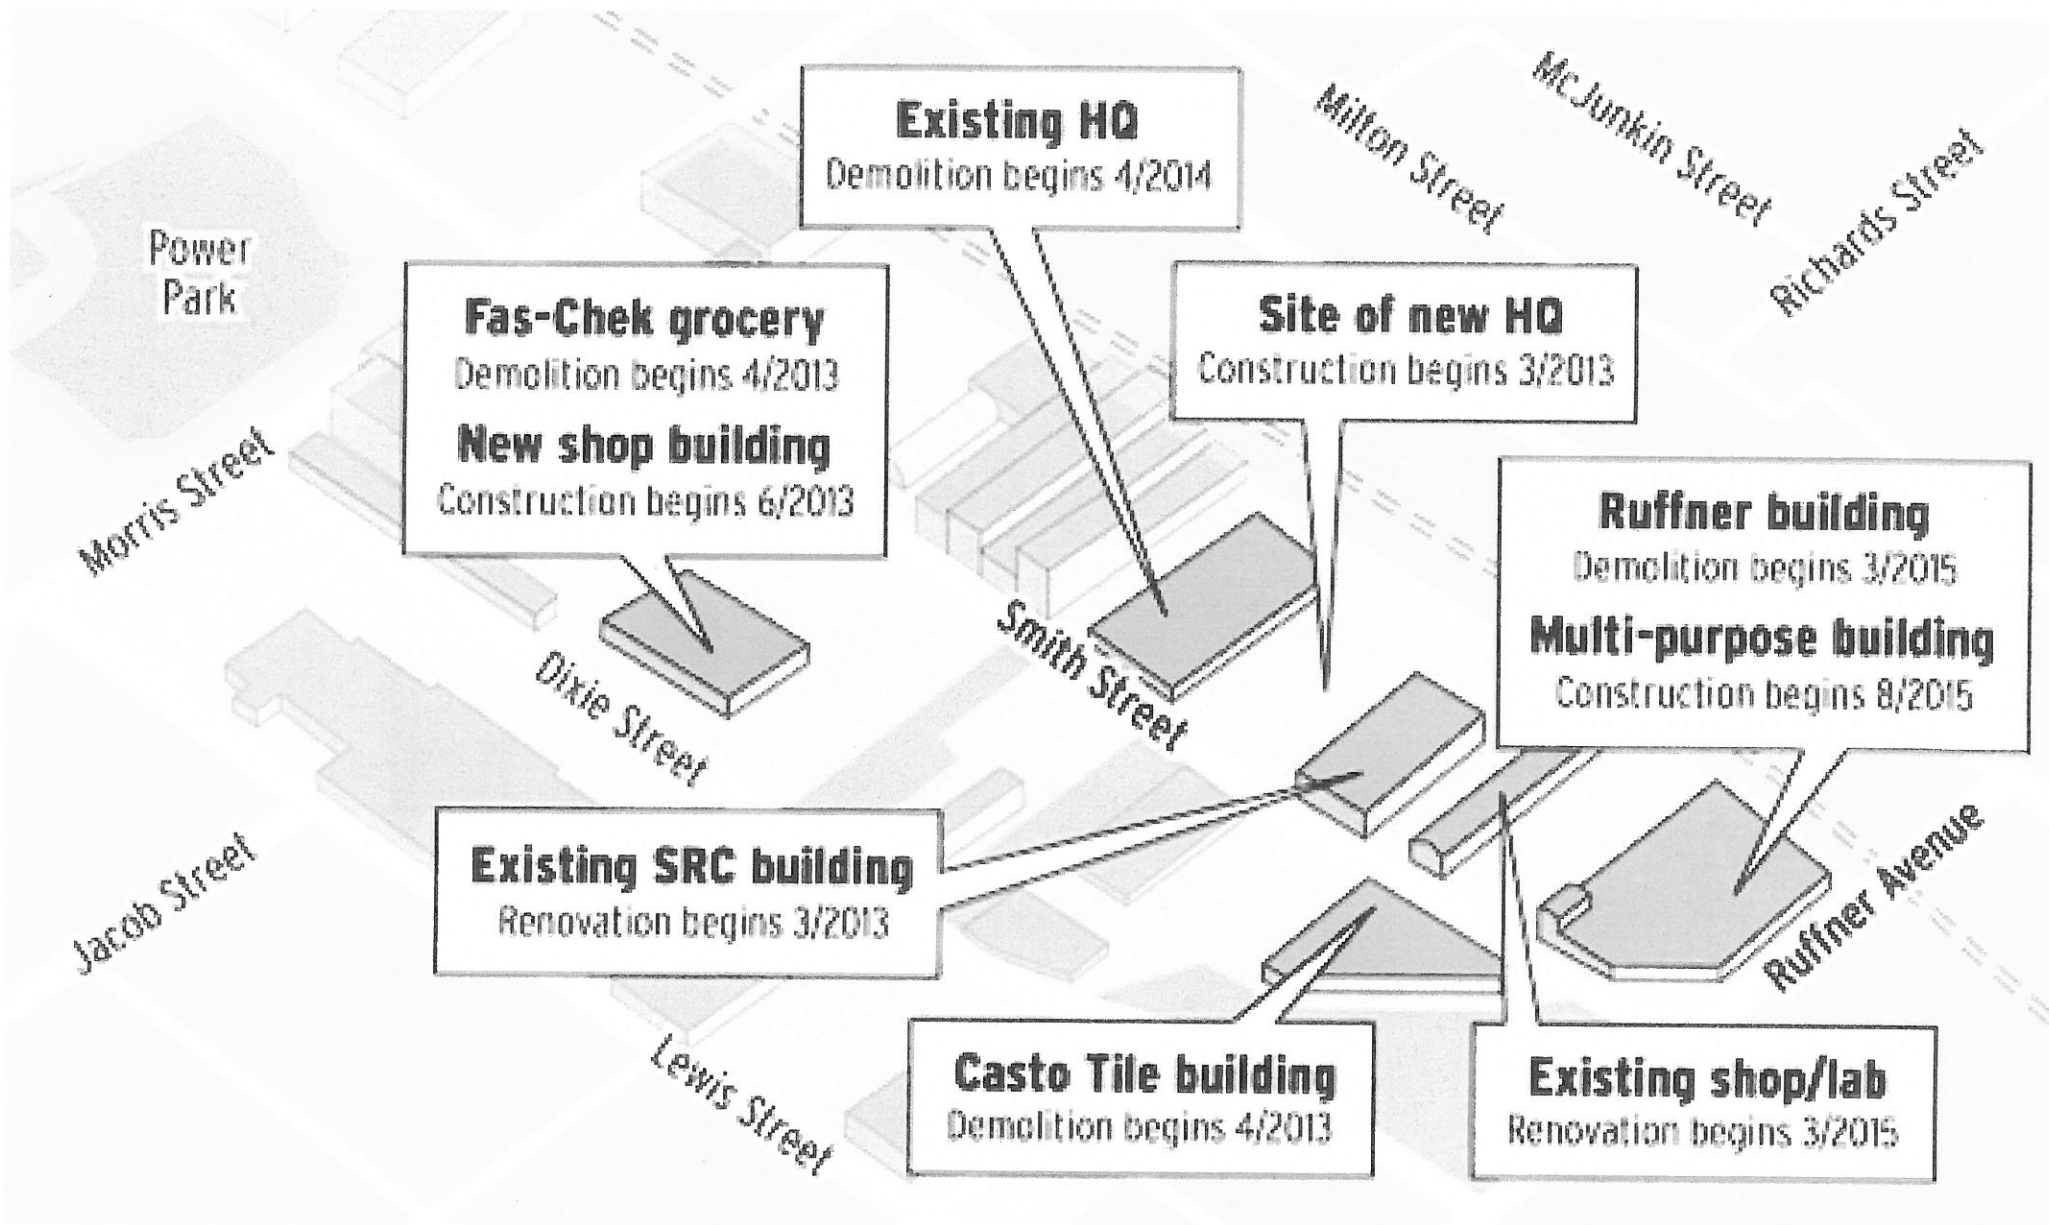 Existing HQ
Demolition begins 4/2014
Milton Street
McJunkin Street
Richards Street
Power
Park
Fas-Chek grocery
Demolition begins 4/2013
New shop building
Construction begins 6/2013
Site of new HQ
Construction begins 3/2013
Morris Street
Ruffner building
Demolition begins 3/2015
Multi-purpose building
Construction begins 8/2015
Dixie Street
Smith Street
Existing SRC building
Renovation begins 3/2013
Jacob Street
Ruffner Avenue
Lewis Street
Casto Tile building
Demolition begins 4/2013
Existing shop/lab
Renovation begins 3/2015